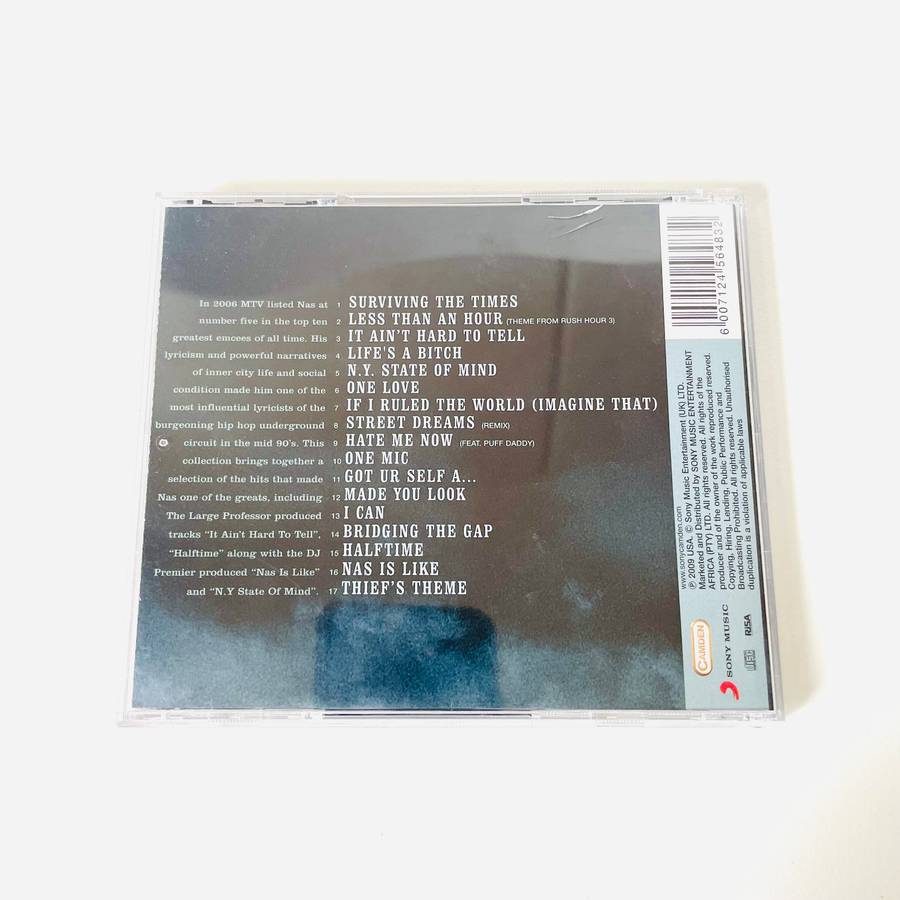 In 2006 MTV listed Nas at
number five in the top ten
greatest emcees of all time. His
lyricism and powerful narratives
of inner city life and social
condition made him one of the
most influential lyricists of the
burgeoning hip hop underground
circuit in the mid 90's. This
collection brings together a
selection of the hits that made
Nas one of the greats, including
The Large Professor produced
tracks "It Ain't Hard To Tell",
"Halftime" along with the DJ
Premier produced "Nas Is Like"
and "N.Y State Of Mind".
1 SURVIVING THE TIMES
2 LESS THAN AN HOUR (THEME FROM RUSH HOUR 3)
3 IT AIN'T HARD TO TELL
4 LIFE'S A BITCH
5 N.Y. STATE OF MIND
6 ONE LOVE
7 IF I RULED THE WORLD (IMAGINE THAT)
8 STREET DREAMS (REMIX)
9 HATE ME NOW (FEAT. PUFF DADDY)
10 ONE MIC
11 GOT UR SELF A...
12 MADE YOU LOOK
13 I CAN
14 BRIDGING THE GAP
15 HALFTIME
16 NAS IS LIKE
17 THIEF'S THEME
6 007124 564832
www.sonycamden.com
℗ 2009 USA. © Sony Music Entertainment (UK) LTD.
Marketed and Distributed by SONY MUSIC ENTERTAINMENT
AFRICA (PTY) LTD. All rights reserved. All rights of the
producer and of the owner of the work reproduced reserved.
Copying, Hiring, Lending, Public Performance and
Broadcasting Prohibited. All rights reserved. Unauthorised
duplication is a violation of applicable laws
CAMDEN
SONY MUSIC
disc
RiSA